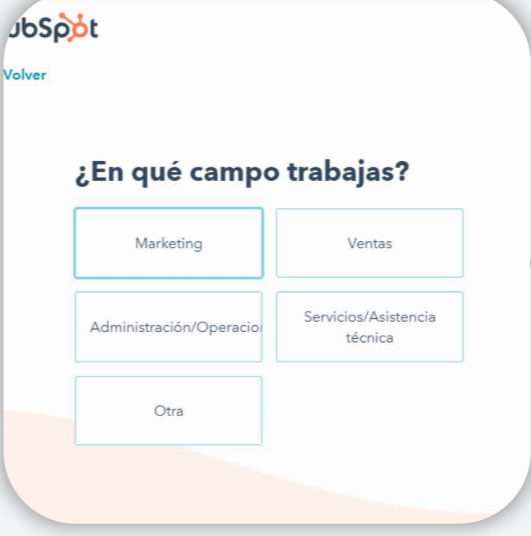 ubSpot
Volver
¿En qué campo trabajas?
Marketing
Ventas
Administración/Operacio
Servicios/Asistencia
técnica
Otra